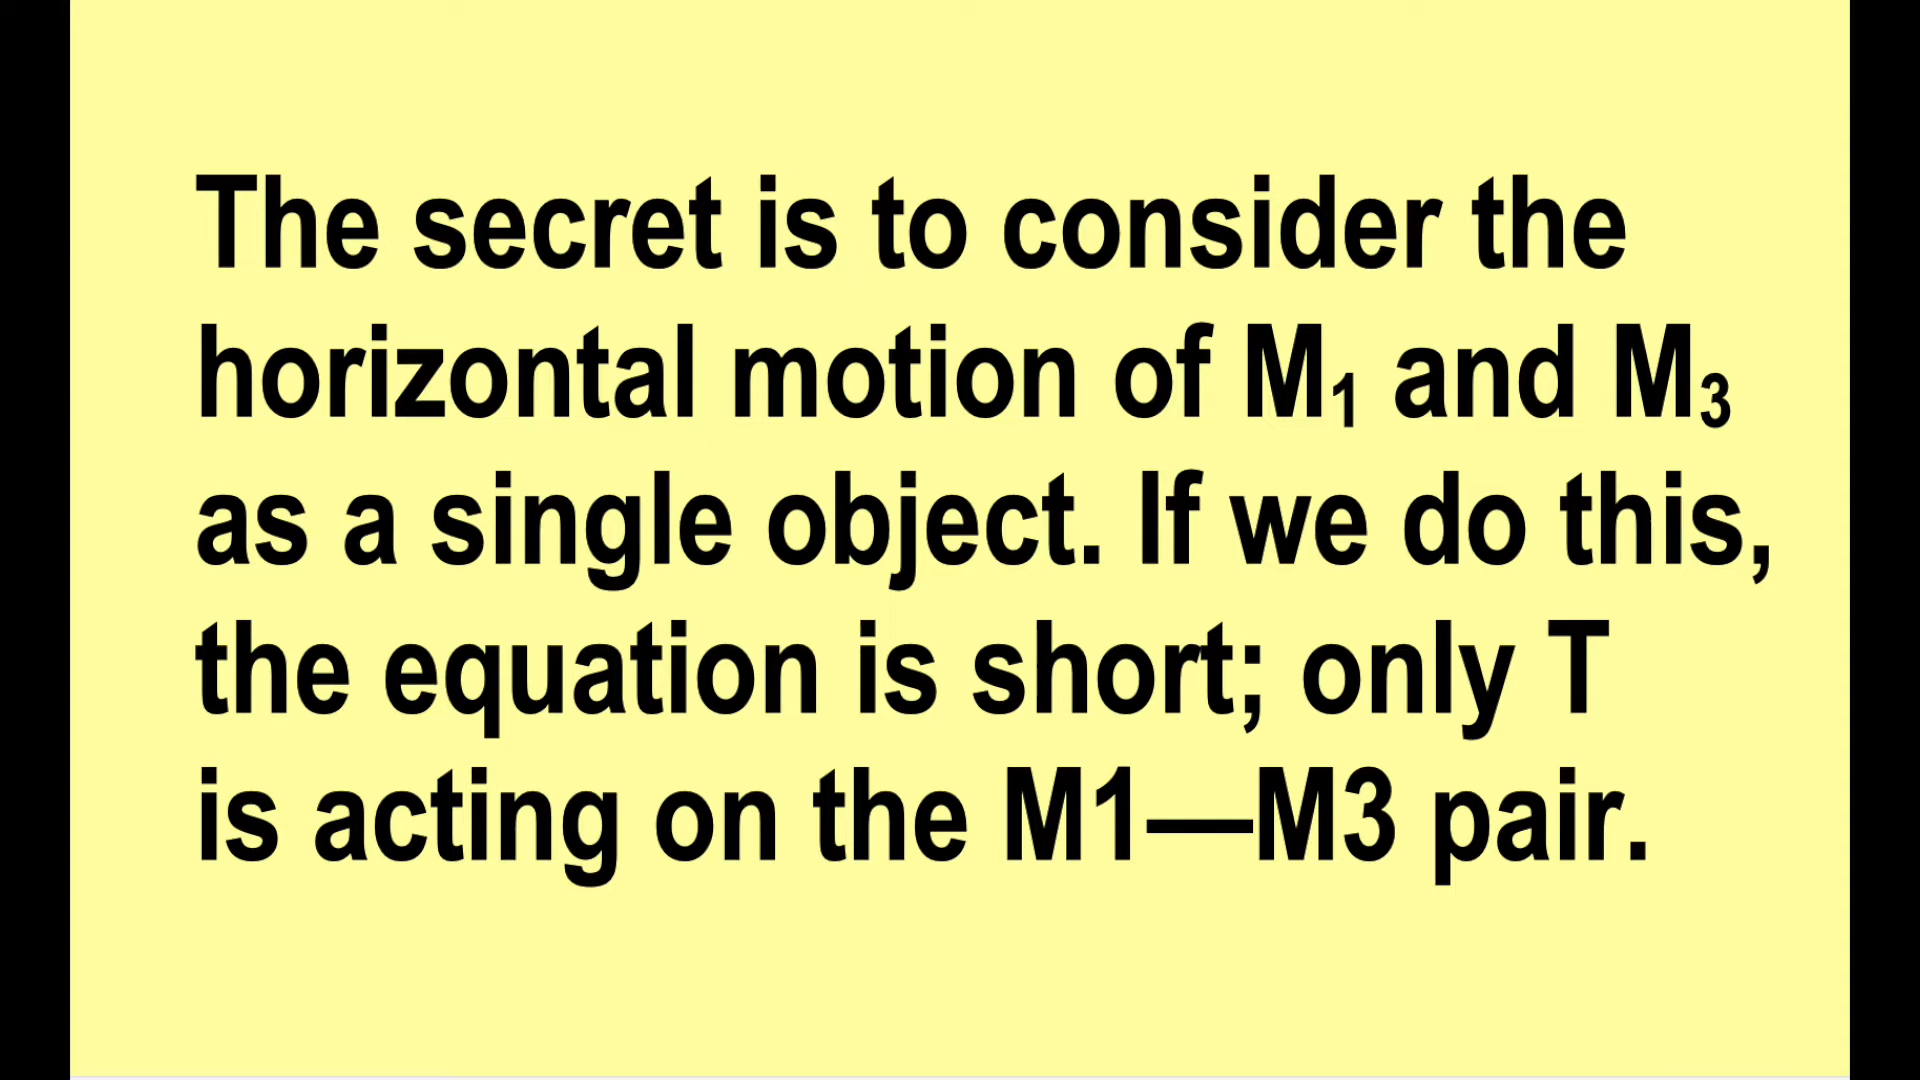 The secret is to consider the
horizontal motion of M₁ and M₃
as a single object. If we do this,
the equation is short; only T
is acting on the M1—M3 pair.